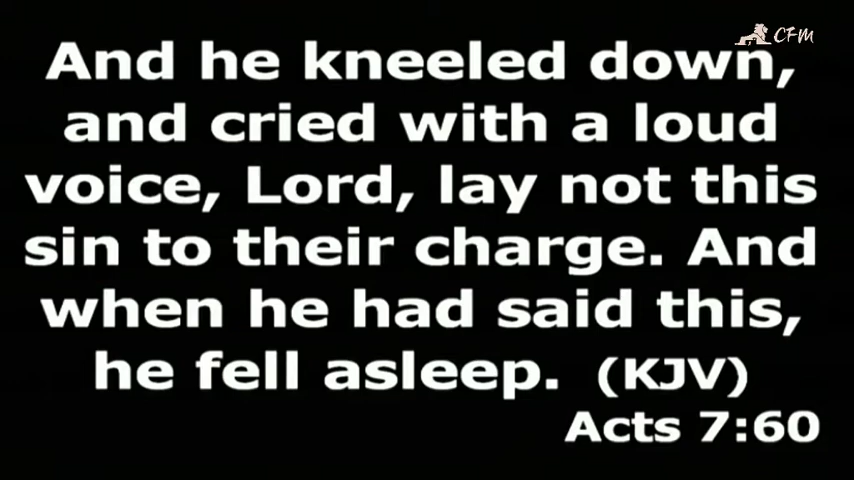 CFM
And he kneeled down,
and cried with a loud
voice, Lord, lay not this
sin to their charge. And
when he had said this,
he fell asleep. (KJV)
Acts 7:60